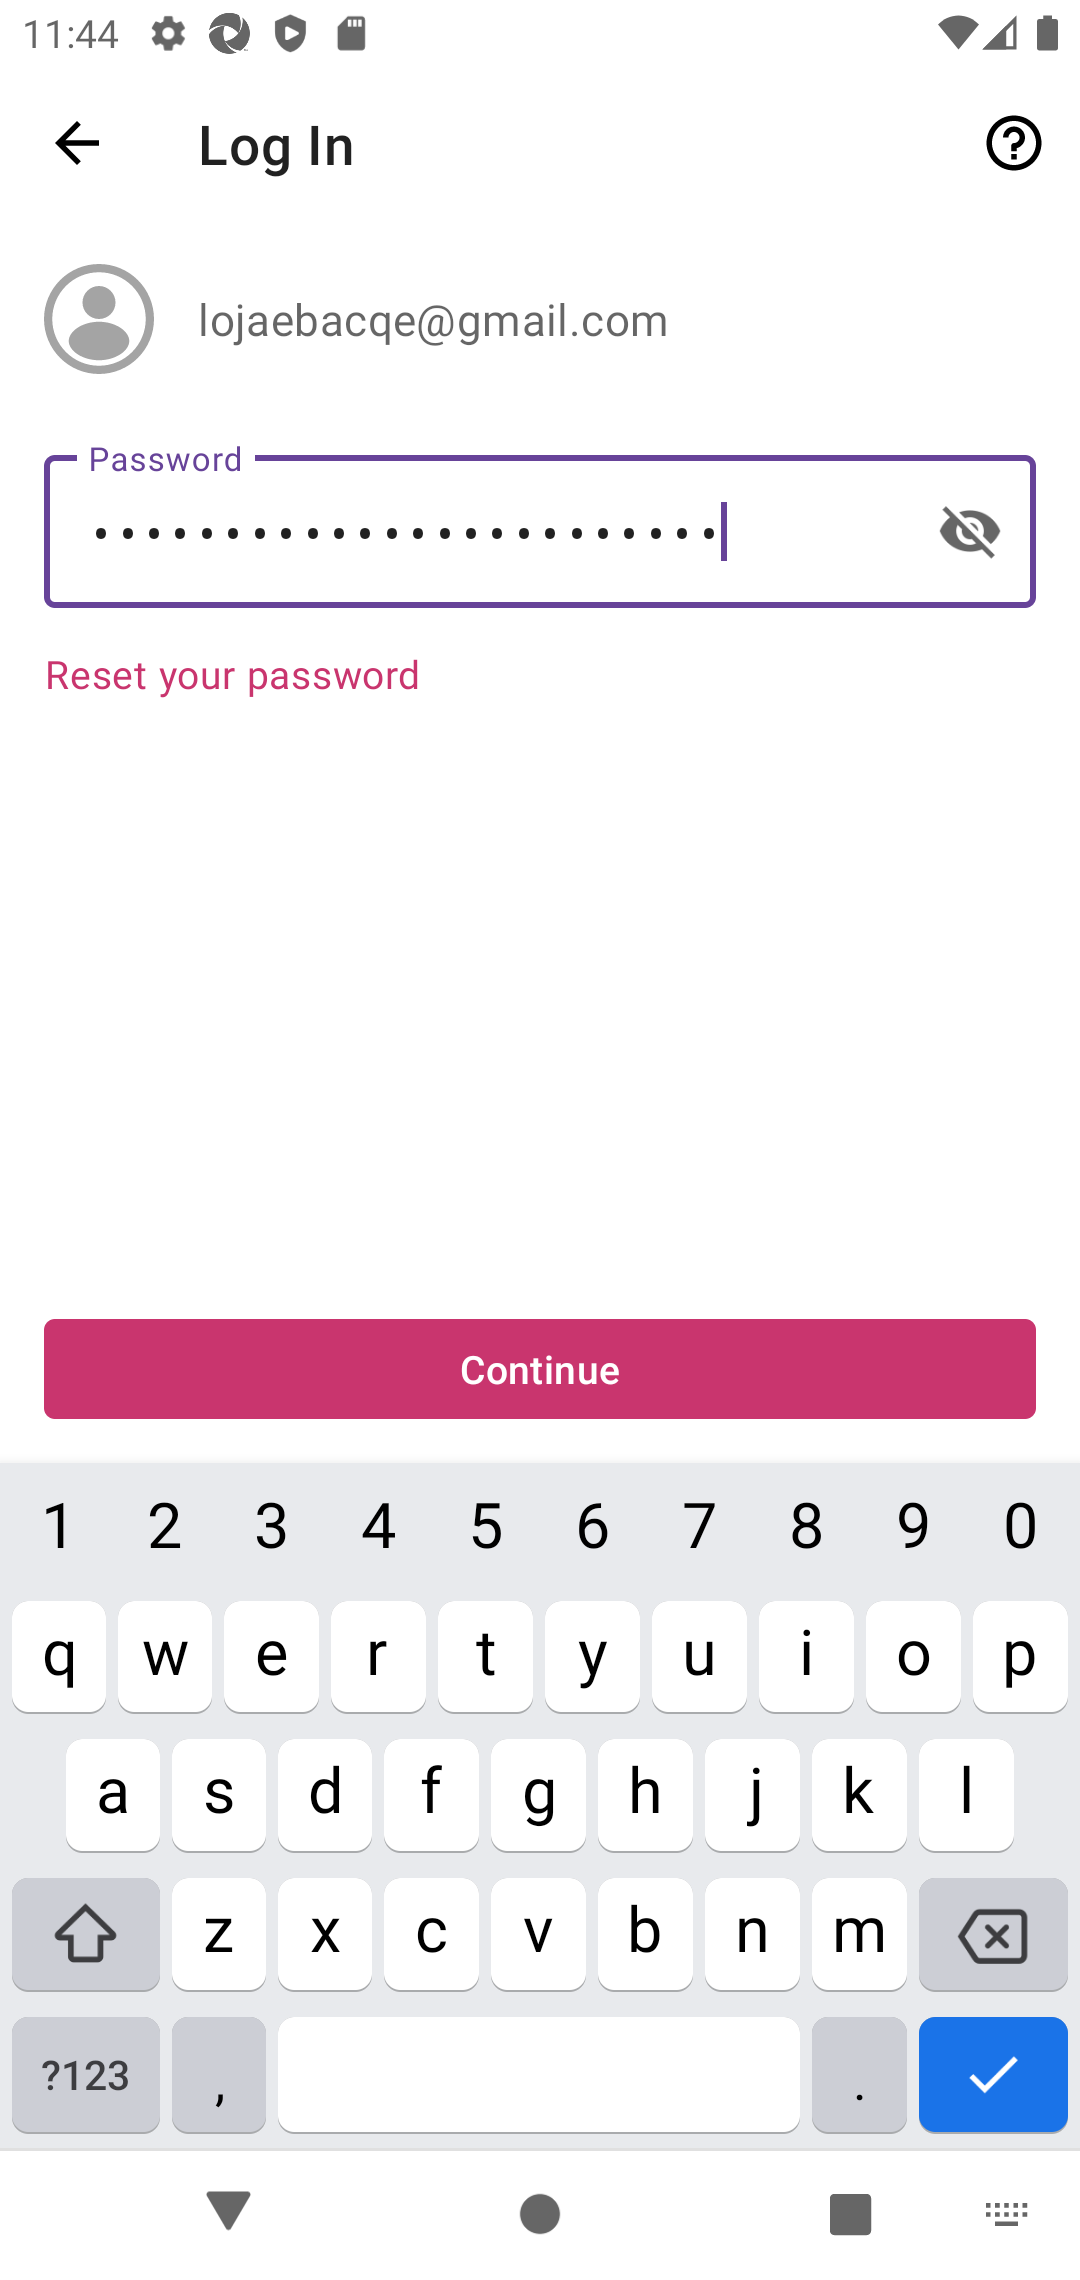 11:44
Log In
lojaebacqe@gmail.com
Password
••••••••••••••••••••••••
Reset your password
Continue
1 2 3 4 5 6 7 8 9 0
q w e r t y u i o p
a s d f g h j k l
z x c v b n m
?123 , .